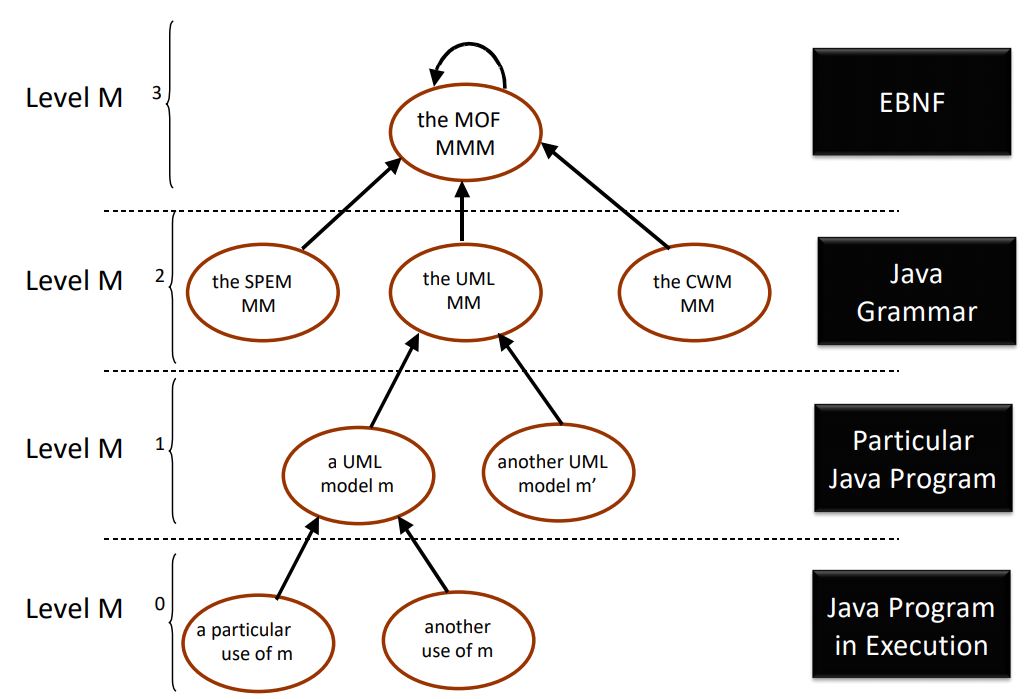 Level M 3
the MOF
MMM
EBNF
Level M 2
the SPEM
MM
the UML
MM
the CWM
MM
Java
Grammar
Level M 1
a UML
model m
another UML
model m’
Particular
Java Program
Level M 0
a particular
use of m
another
use of m
Java Program
in Execution